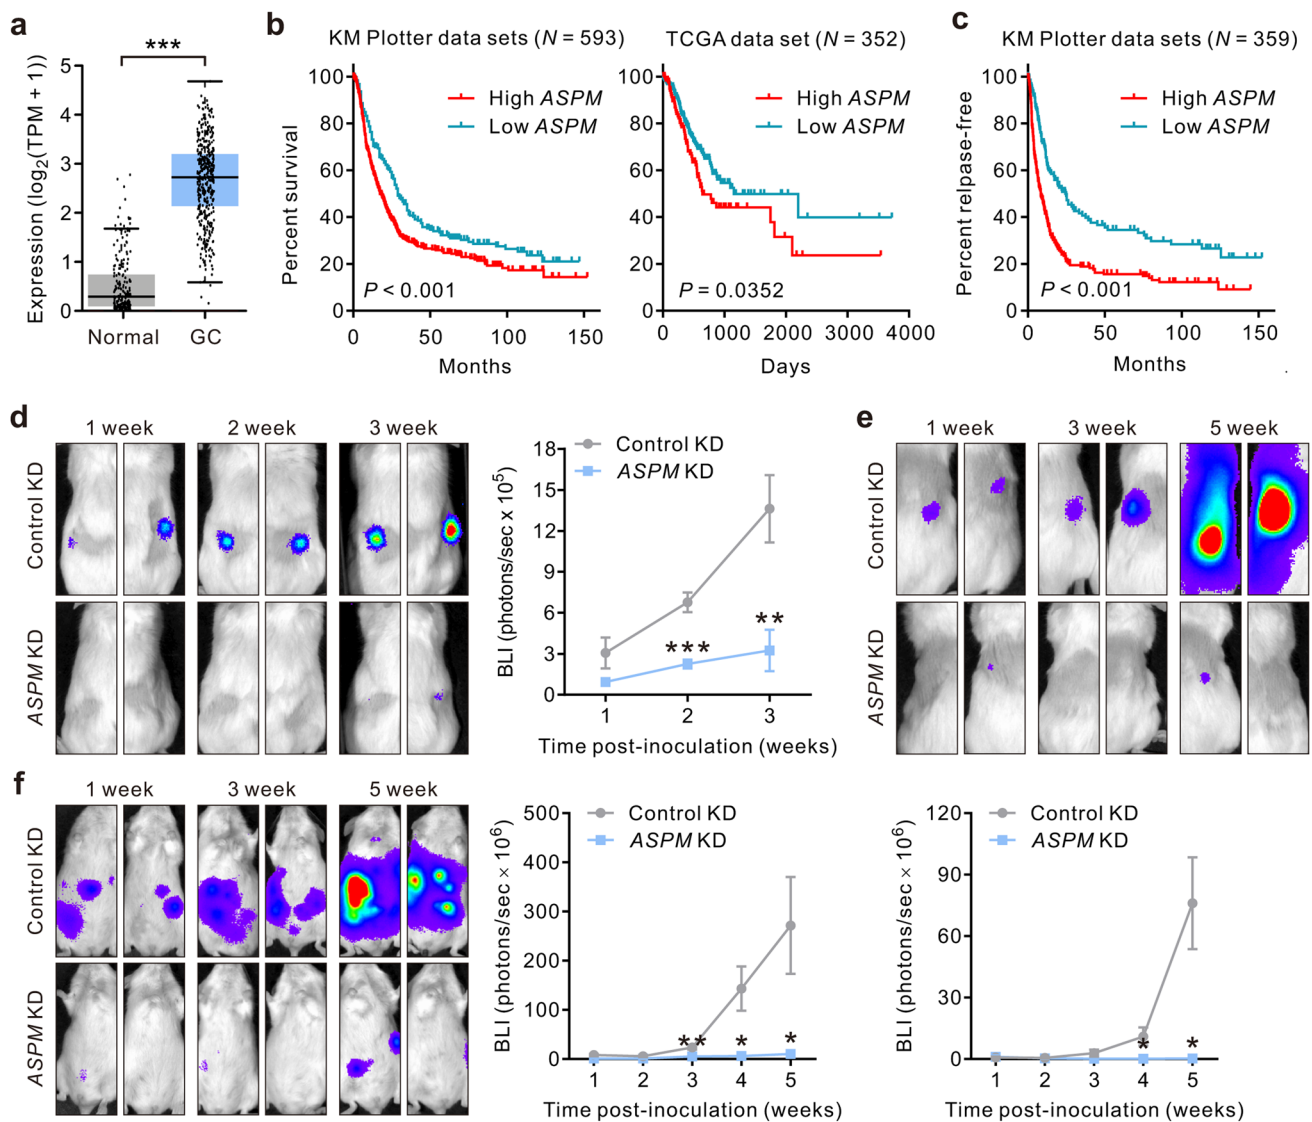 a
***
Expression (log2(TPM + 1))
5
4
3
2
1
0
Normal
GC
b
KM Plotter data sets (N = 593)
Percent survival
100
80
60
40
20
0
High ASPM
Low ASPM
P < 0.001
0
50
100
150
Months
TCGA data set (N = 352)
100
80
60
40
20
0
High ASPM
Low ASPM
P = 0.0352
0
1000
2000
3000
4000
Days
c
KM Plotter data sets (N = 359)
Percent relpase-free
100
80
60
40
20
0
High ASPM
Low ASPM
P < 0.001
0
50
100
150
Months
d
1 week
2 week
3 week
Control KD
ASPM KD
BLI (photons/sec x 105)
18
15
12
9
6
3
0
Control KD
ASPM KD
***
**
1
2
3
Time post-inoculation (weeks)
e
1 week
3 week
5 week
Control KD
ASPM KD
f
1 week
3 week
5 week
Control KD
ASPM KD
BLI (photons/sec × 106)
500
400
300
200
100
0
Control KD
ASPM KD
**
*
*
1
2
3
4
5
Time post-inoculation (weeks)
BLI (photons/sec × 106)
120
90
60
30
0
Control KD
ASPM KD
*
*
1
2
3
4
5
Time post-inoculation (weeks)